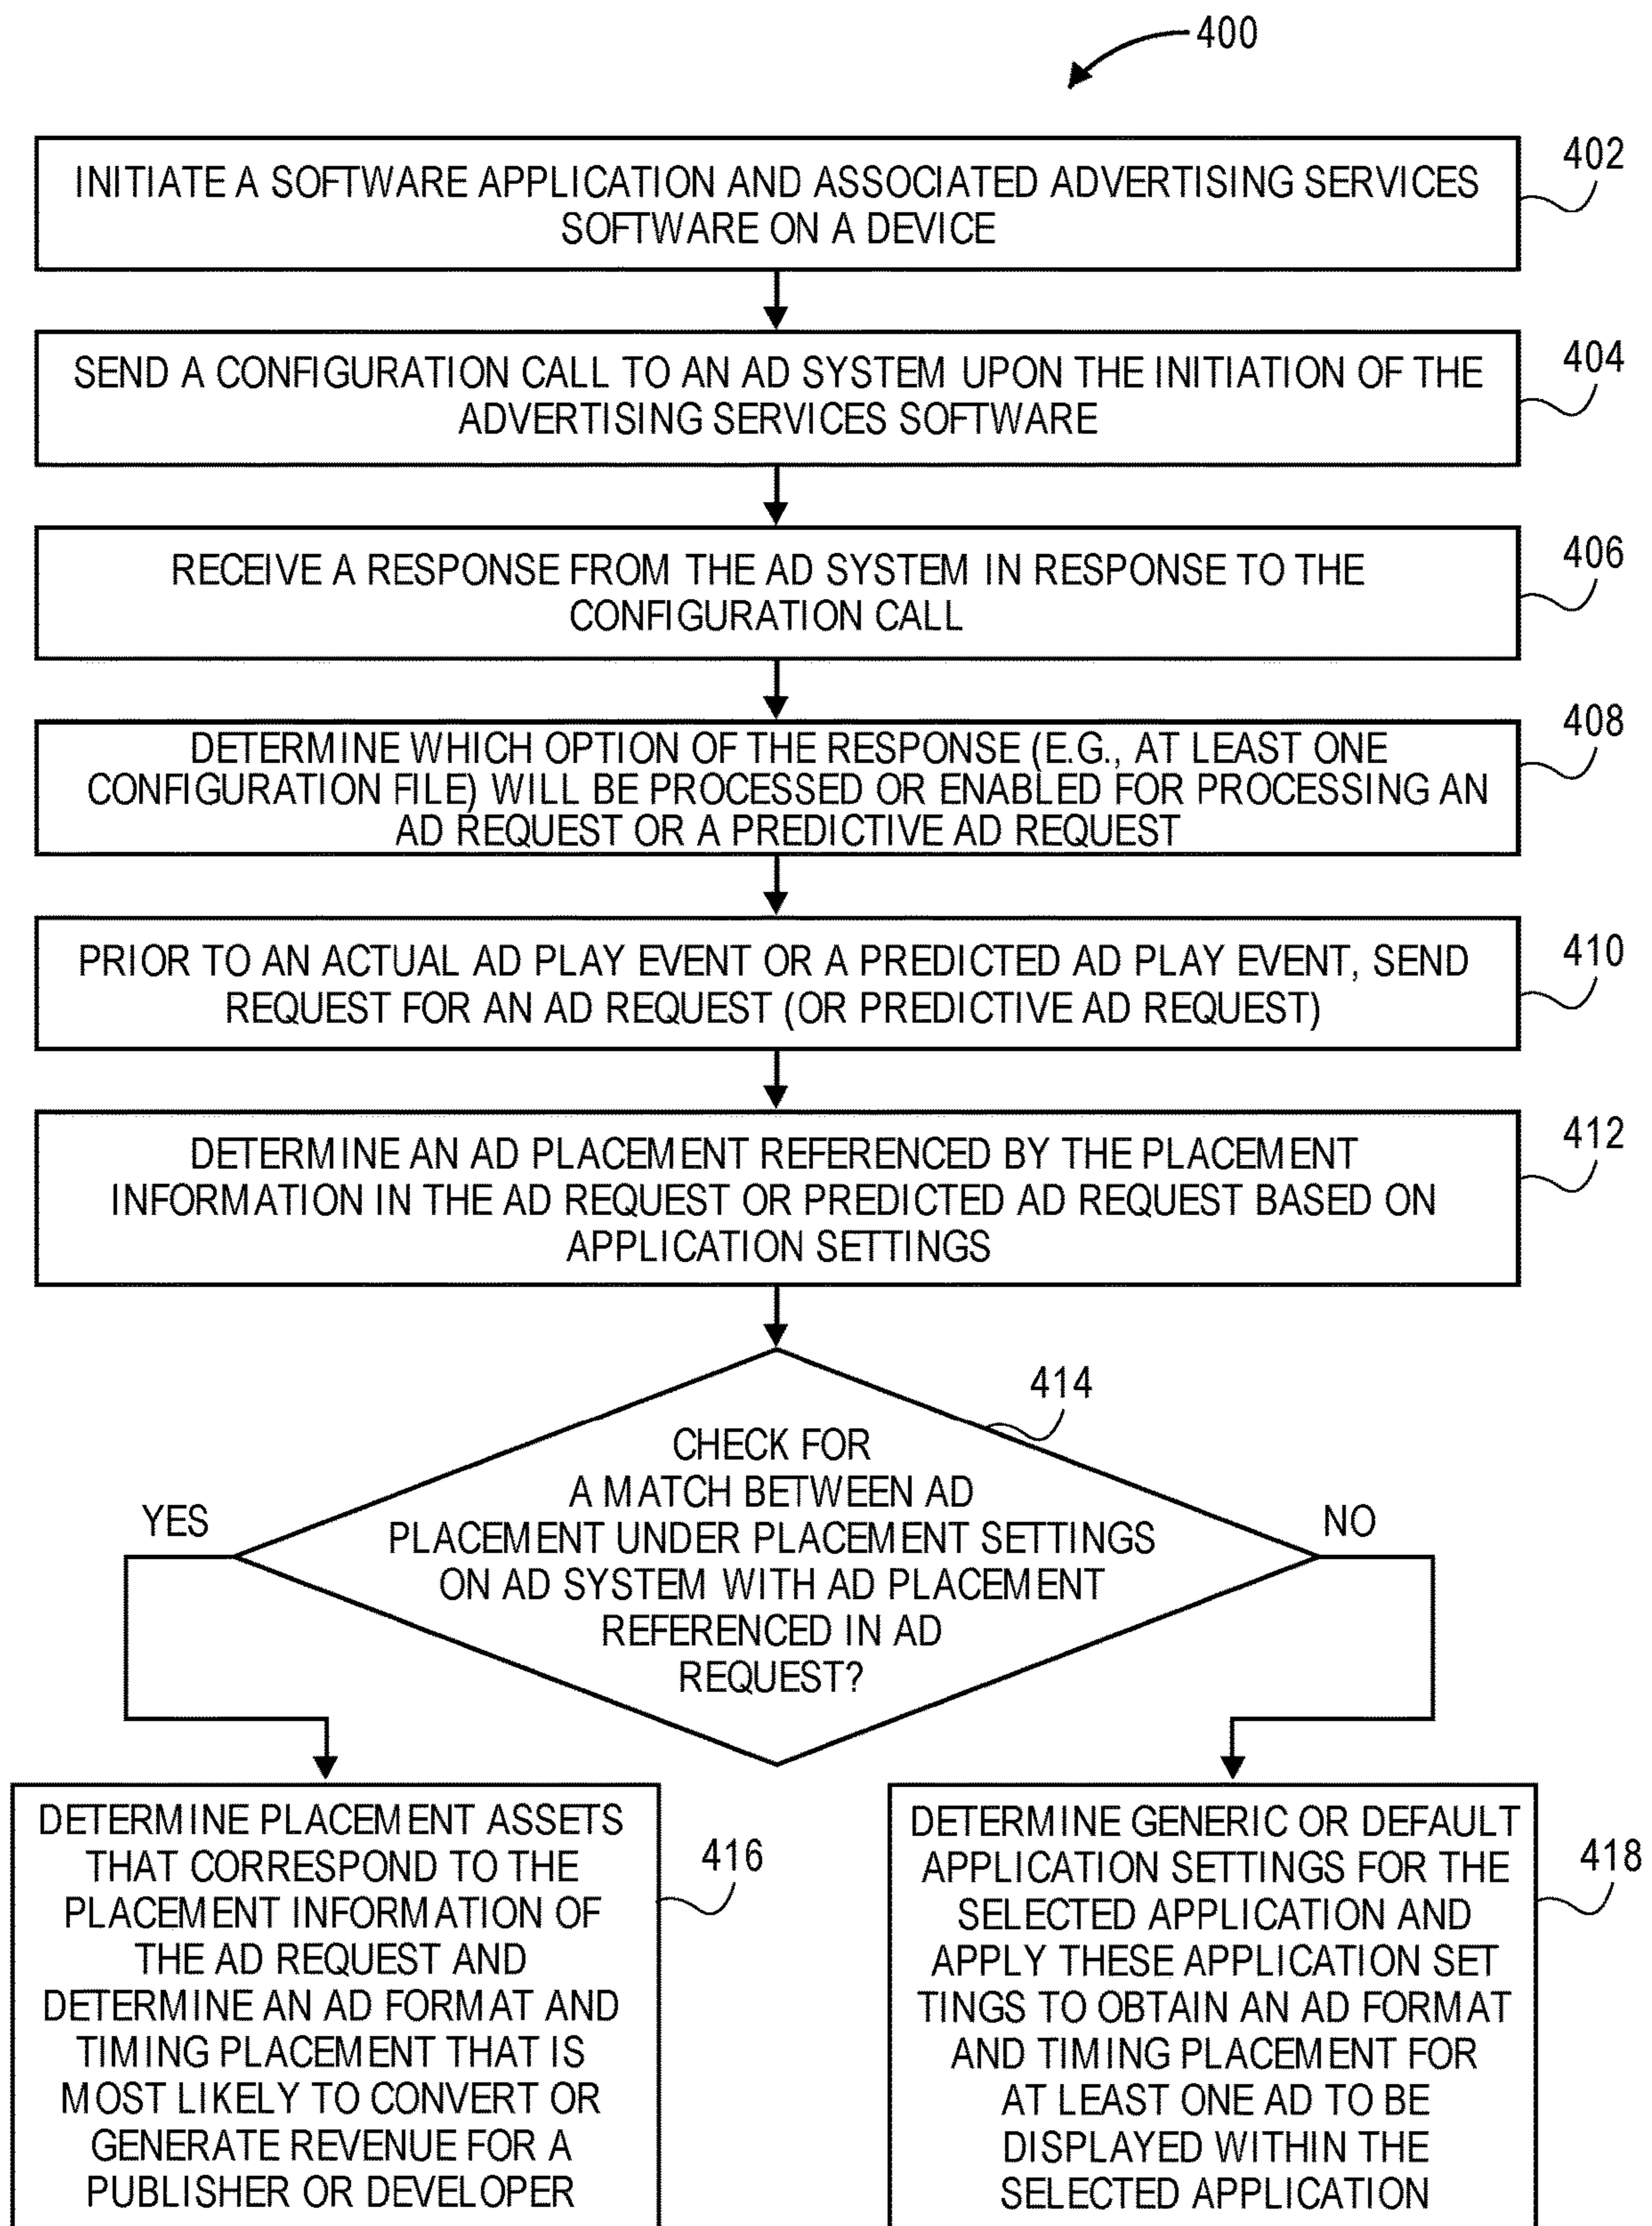 400
INITIATE A SOFTWARE APPLICATION AND ASSOCIATED ADVERTISING SERVICES
SOFTWARE ON A DEVICE
402
SEND A CONFIGURATION CALL TO AN AD SYSTEM UPON THE INITIATION OF THE
ADVERTISING SERVICES SOFTWARE
404
RECEIVE A RESPONSE FROM THE AD SYSTEM IN RESPONSE TO THE
CONFIGURATION CALL
406
DETERMINE WHICH OPTION OF THE RESPONSE (E.G., AT LEAST ONE
CONFIGURATION FILE) WILL BE PROCESSED OR ENABLED FOR PROCESSING AN
AD REQUEST OR A PREDICTIVE AD REQUEST
408
PRIOR TO AN ACTUAL AD PLAY EVENT OR A PREDICTED AD PLAY EVENT, SEND
REQUEST FOR AN AD REQUEST (OR PREDICTIVE AD REQUEST)
410
DETERMINE AN AD PLACEMENT REFERENCED BY THE PLACEMENT
INFORMATION IN THE AD REQUEST OR PREDICTED AD REQUEST BASED ON
APPLICATION SETTINGS
412
414
CHECK FOR
A MATCH BETWEEN AD
PLACEMENT UNDER PLACEMENT SETTINGS
ON AD SYSTEM WITH AD PLACEMENT
REFERENCED IN AD
REQUEST?
YES
NO
DETERMINE PLACEMENT ASSETS
THAT CORRESPOND TO THE
PLACEMENT INFORMATION OF
THE AD REQUEST AND
DETERMINE AN AD FORMAT AND
TIMING PLACEMENT THAT IS
MOST LIKELY TO CONVERT OR
GENERATE REVENUE FOR A
PUBLISHER OR DEVELOPER
416
DETERMINE GENERIC OR DEFAULT
APPLICATION SETTINGS FOR THE
SELECTED APPLICATION AND
APPLY THESE APPLICATION SET
TINGS TO OBTAIN AN AD FORMAT
AND TIMING PLACEMENT FOR
AT LEAST ONE AD TO BE
DISPLAYED WITHIN THE
SELECTED APPLICATION
418